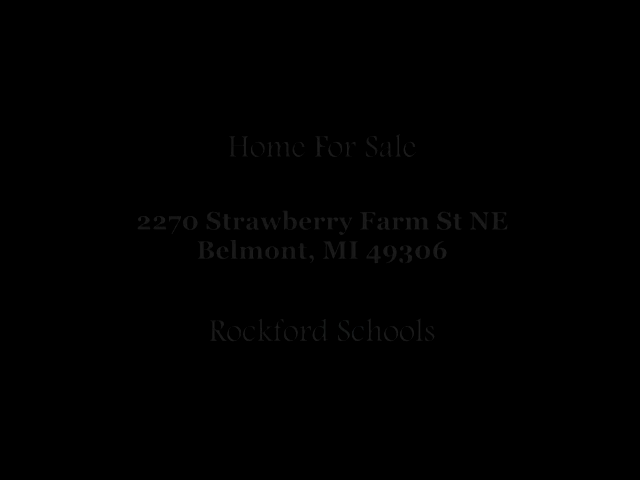 Home For Sale
2270 Strawberry Farm St NE
Belmont, MI 49306
Rockford Schools